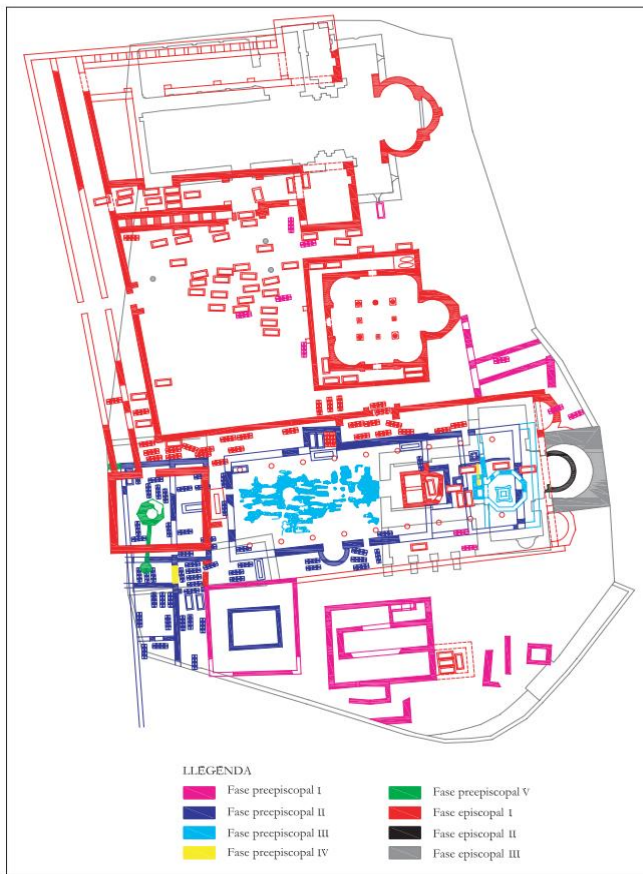 LLEGENDA
Fase preepiscopal I
Fase preepiscopal II
Fase preepiscopal III
Fase preepiscopal IV
Fase preepiscopal V
Fase episcopal I
Fase episcopal II
Fase episcopal III